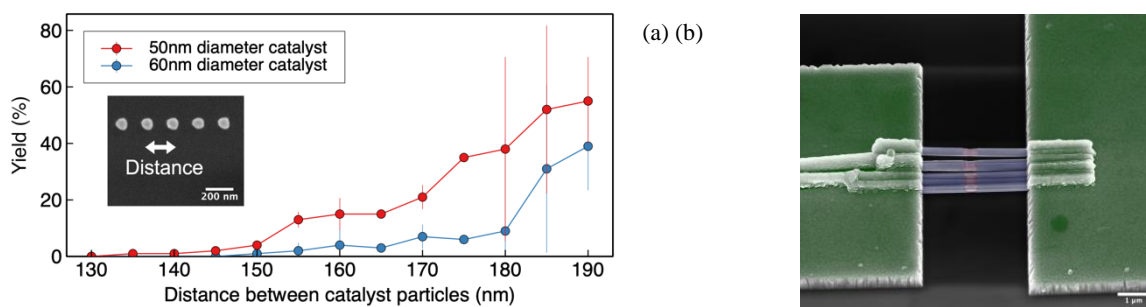 80
60
40
20
0
Yield (%)
50nm diameter catalyst
60nm diameter catalyst
Distance
200 nm
130 140 150 160 170 180 190
Distance between catalyst particles (nm)
(a) (b)
1 µm